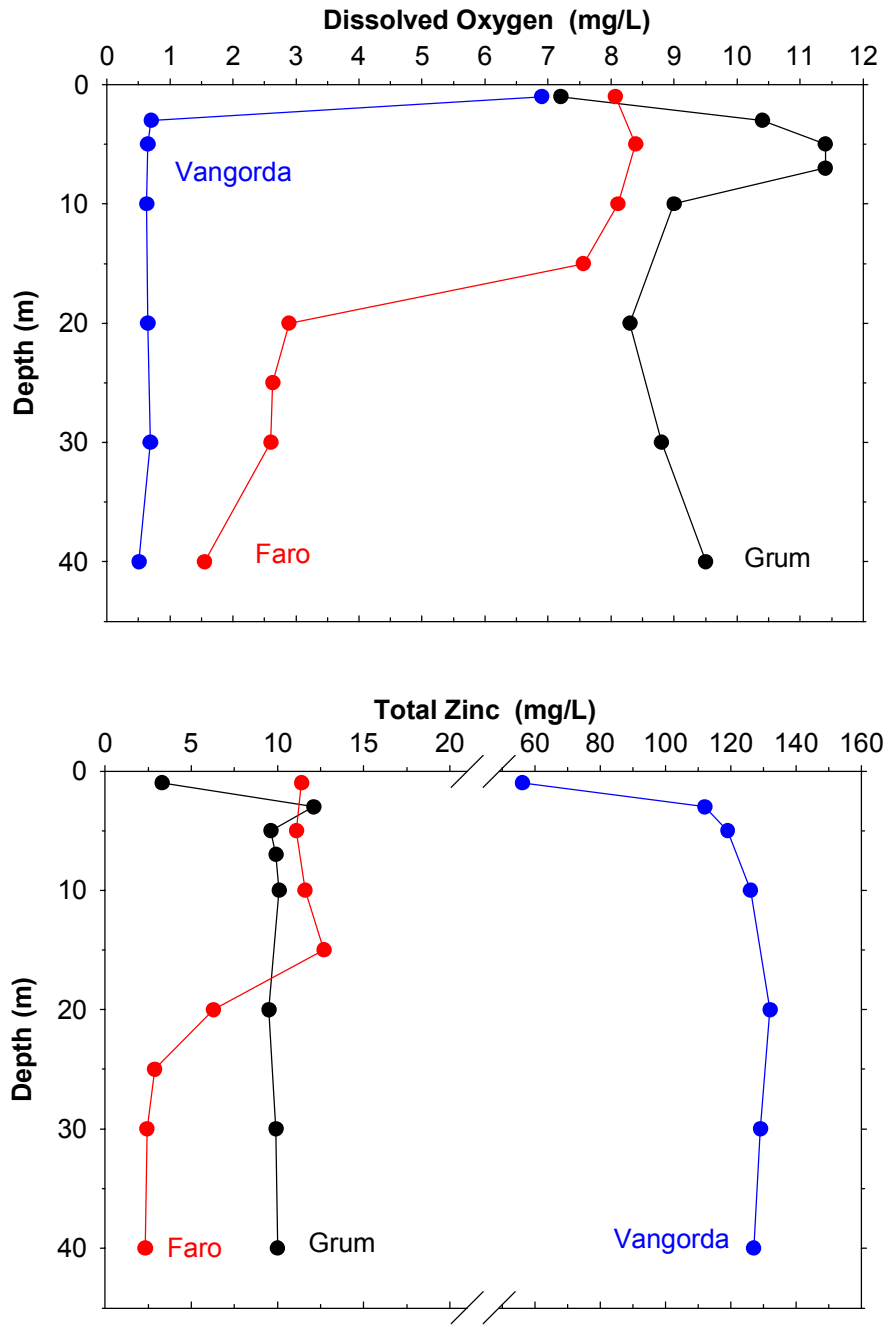 Dissolved Oxygen (mg/L)
0 1 2 3 4 5 6 7 8 9 10 11 12
0
Vangorda
10
Depth (m)
20
30
40
Faro
Grum
Total Zinc (mg/L)
0 5 10 15 20 60 80 100 120 140 160
0
10
Depth (m)
20
30
40
Faro
Grum
Vangorda